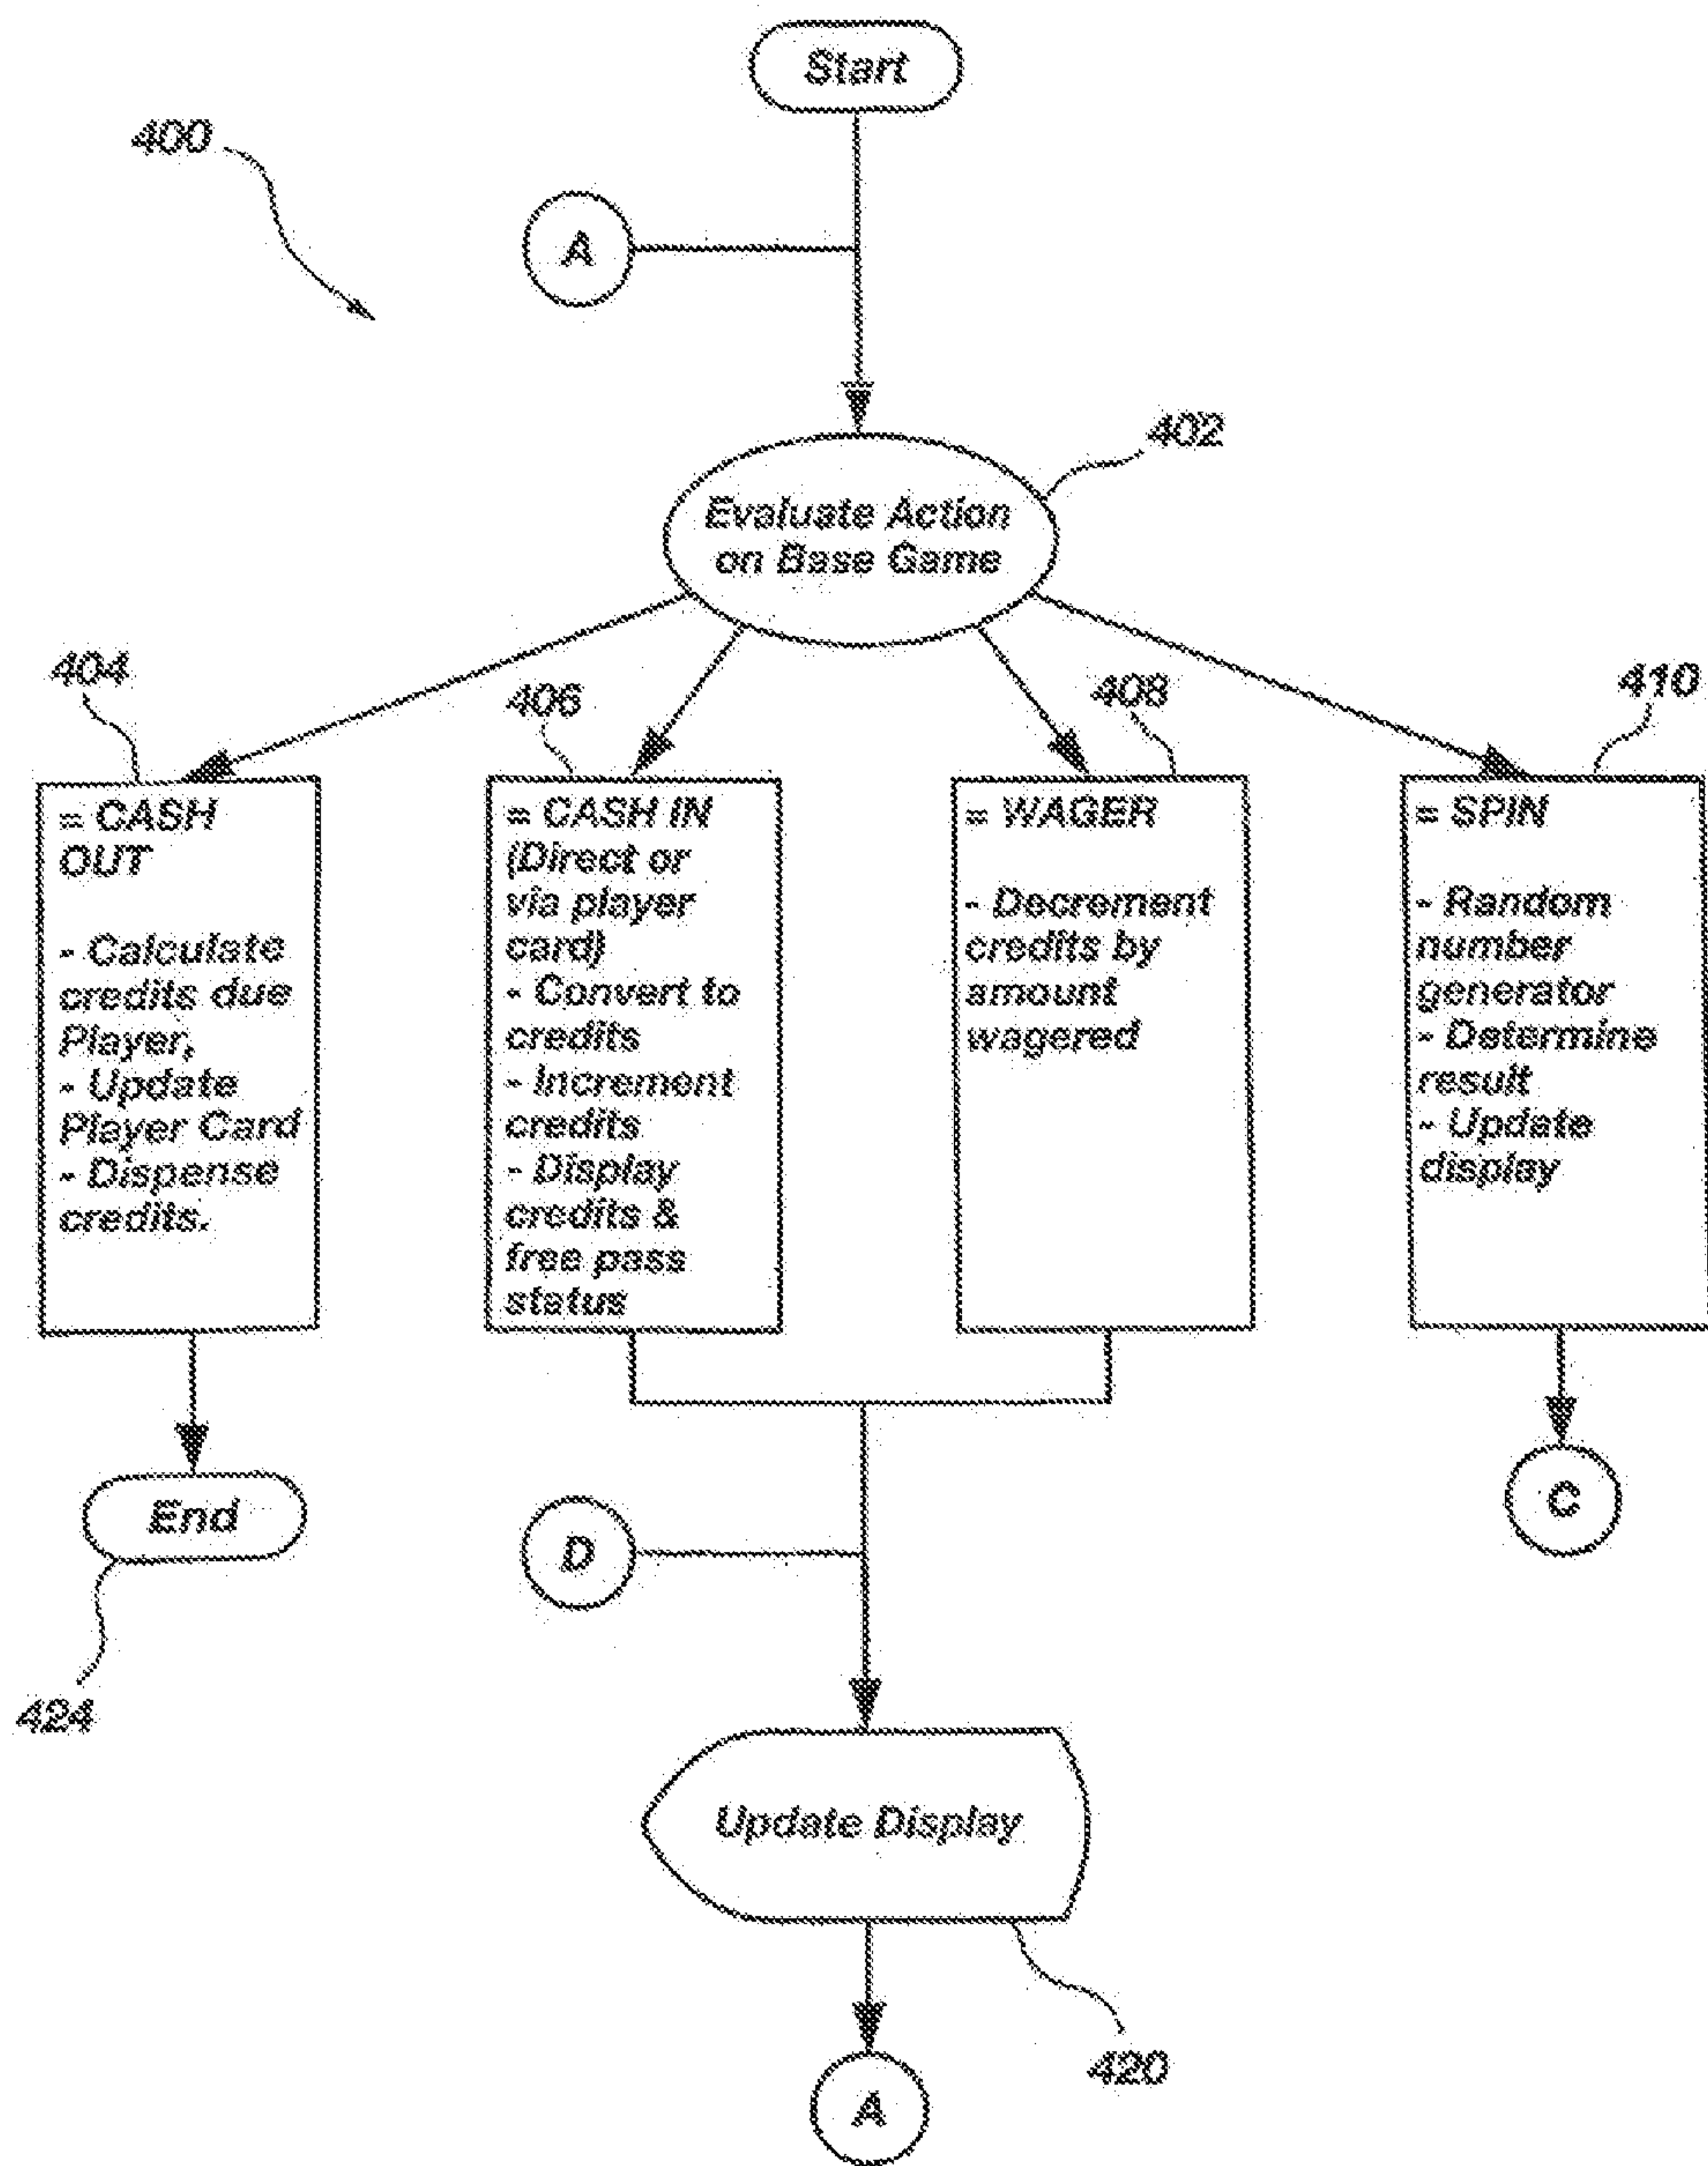 Start
400
A
402
Evaluate Action
on Base Game
404
406
408
410
= CASH
OUT
- Calculate
credits due
Player,
- Update
Player Card
- Dispense
credits.
= CASH IN
(Direct or
via player
card)
- Convert to
credits
- Increment
credits
- Display
credits &
free pass
status
= WAGER
- Decrement
credits by
amount
wagered
= SPIN
- Random
number
generator
- Determine
result
- Update
display
End
D
C
424
Update Display
420
A